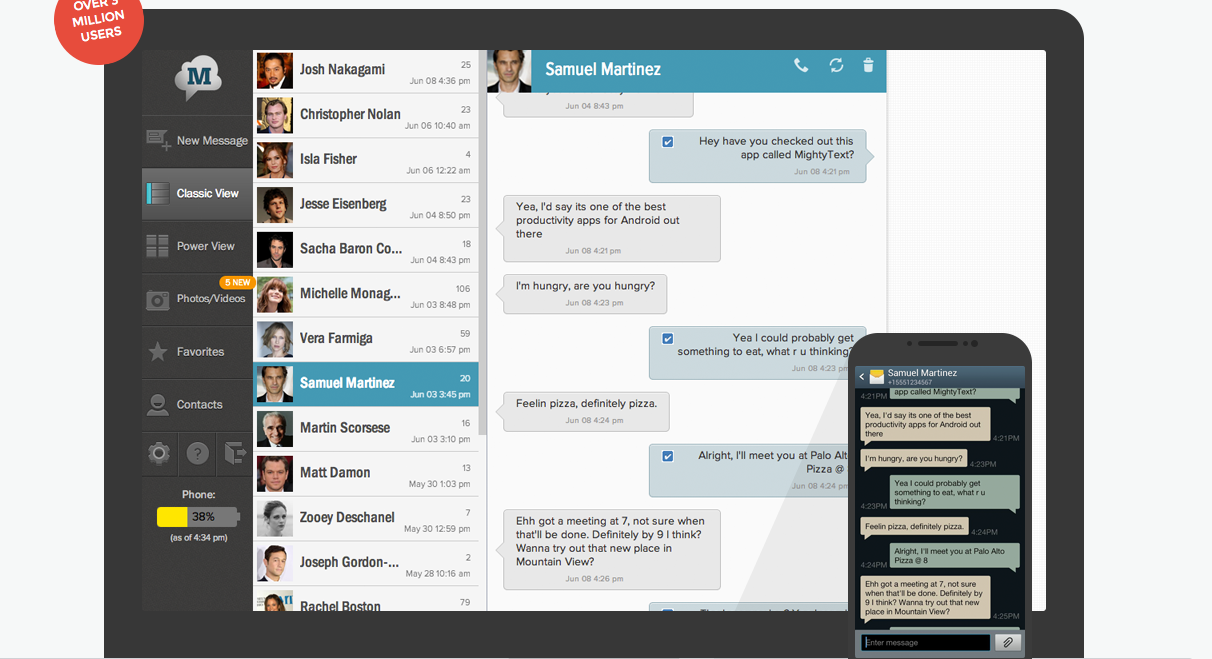 OVER 3
MILLION
USERS
M
New Message
Classic View
Power View
5 NEW
Photos/Videos
Favorites
Contacts
?
Phone:
38%
(as of 4:34 pm)
Josh Nakagami
25
Jun 08 4:36 pm
Christopher Nolan
23
Jun 06 10:40 am
Isla Fisher
4
Jun 06 12:22 am
Jesse Eisenberg
23
Jun 04 8:50 pm
Sacha Baron Co...
18
Jun 04 8:43 pm
Michelle Monag...
106
Jun 03 8:48 pm
Vera Farmiga
59
Jun 03 6:57 pm
Samuel Martinez
20
Jun 03 3:45 pm
Martin Scorsese
16
Jun 03 3:10 pm
Matt Damon
13
May 30 1:03 pm
Zooey Deschanel
7
May 30 12:59 pm
Joseph Gordon-...
2
May 28 10:16 am
Rachel Boston
79
Samuel Martinez
Jun 04 8:43 pm
Hey have you checked out this
app called MightyText?
Jun 08 4:21 pm
Yea, I'd say its one of the best
productivity apps for Android out
there
Jun 08 4:21 pm
I'm hungry, are you hungry?
Jun 08 4:23 pm
Yea I could probably get
something to eat, what r u thinking?
Jun 08 4:23 pm
Feelin pizza, definitely pizza.
Jun 08 4:24 pm
Alright, I'll meet you at Palo Alt
Pizza @ 8
Jun 08 4:24 pm
Ehh got a meeting at 7, not sure when
that'll be done. Definitely by 9 I think?
Wanna try out that new place in
Mountain View?
Jun 08 4:26 pm
Samuel Martinez
+15551234567
app called MightyText?
4:21PM
Yea, I'd say its one of the best
productivity apps for Android out
there
4:21PM
I'm hungry, are you hungry?
4:23PM
Yea I could probably get
something to eat, what r u
thinking?
4:23PM
Feelin pizza, definitely pizza.
4:24PM
Alright, I'll meet you at Palo Alto
Pizza @ 8
4:24PM
Ehh got a meeting at 7, not sure
when that'll be done. Definitely by
9 I think? Wanna try out that new
place in Mountain View?
4:25PM
Enter message